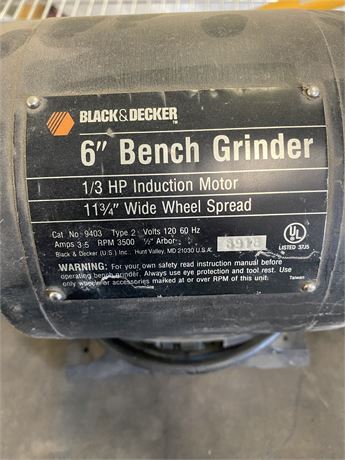 BLACK&DECKER™
6" Bench Grinder
1/3 HP Induction Motor
11¾" Wide Wheel Spread
Cat No 9403 Type 2 Volts 120 60 Hz
Amps 3.5 RPM 3500 ½" Arbor
Black & Decker (U.S.) Inc. Hunt Valley, MD 21030 U.S.A.
UL
LISTED 37J5
WARNING: For your own safety read instruction manual before
operating bench grinder. Always use eye protection and tool rest. Use
only wheels or accessories marked at or over RPM of this unit.
Taiwan